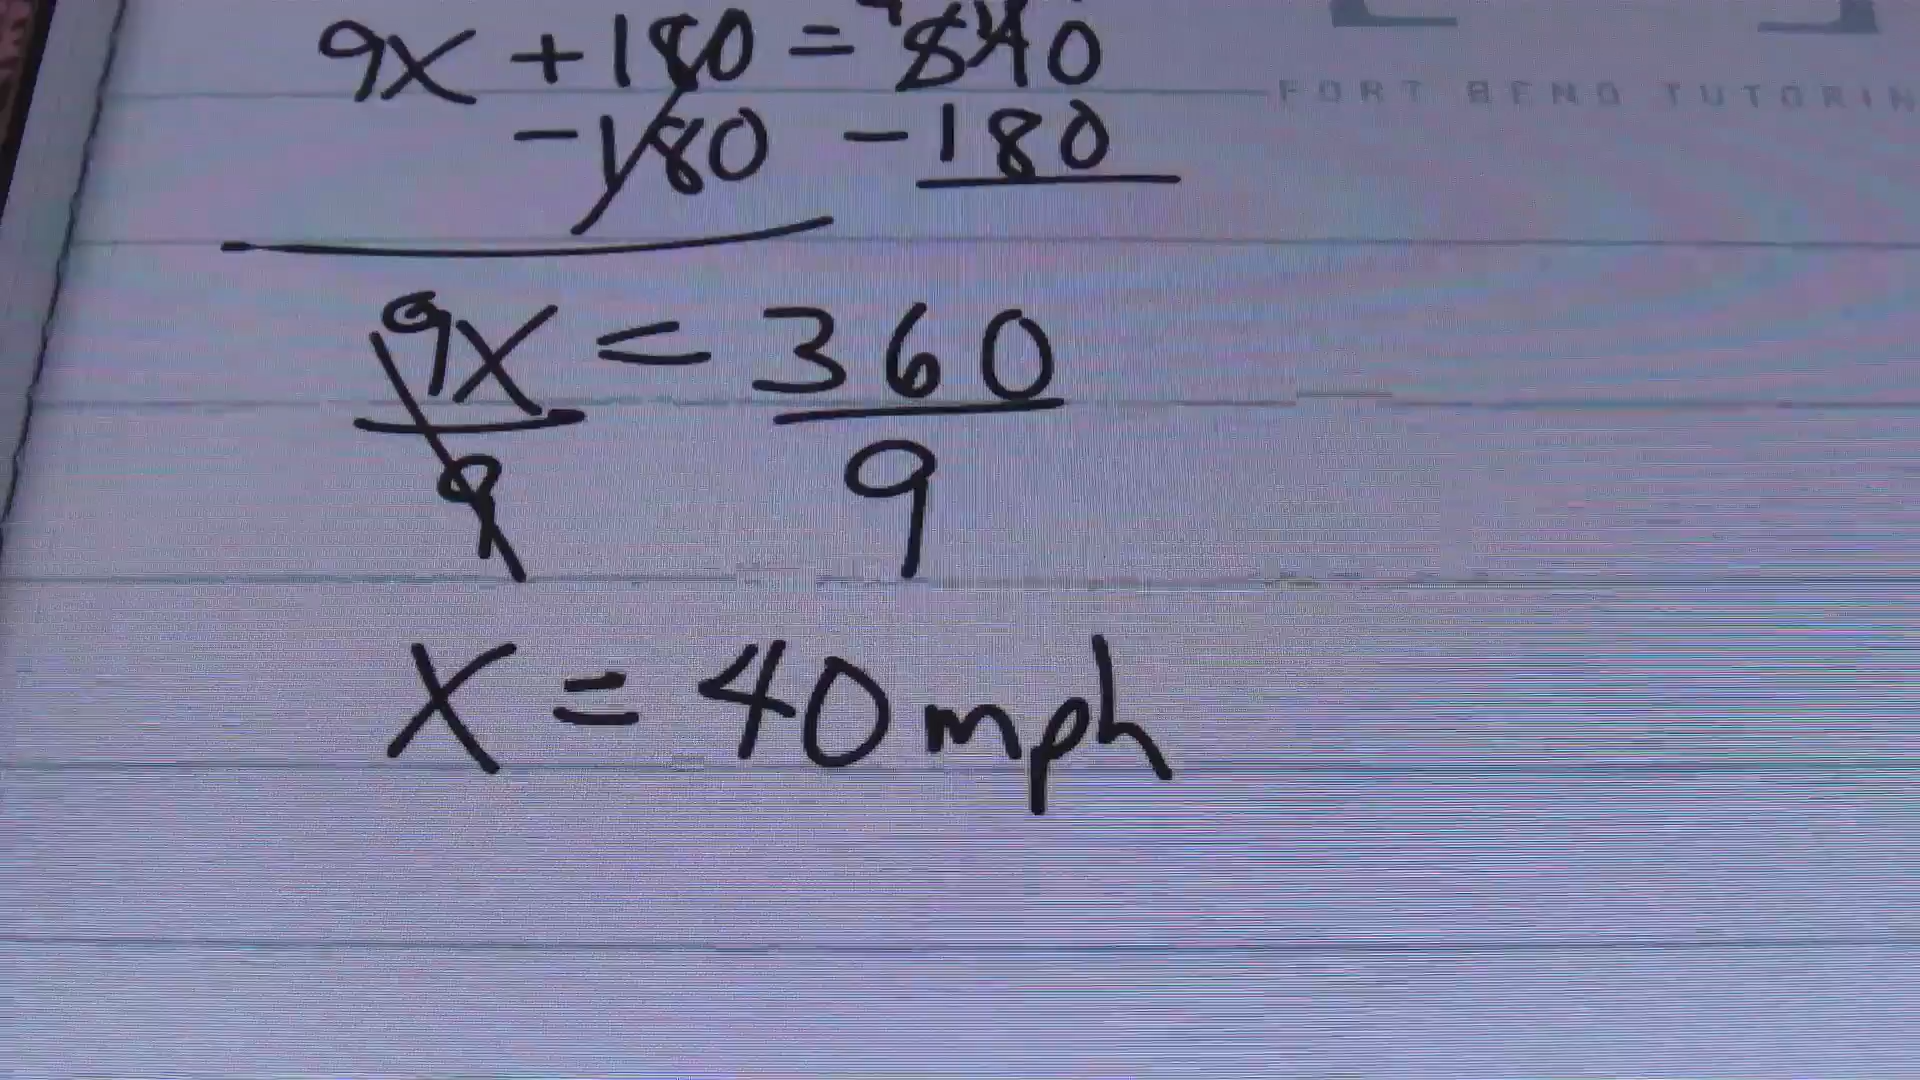 9x + 180 = 540
FORT BEND TUTORIN
- 180 - 180
9x = 360
9 9
x = 40 mph